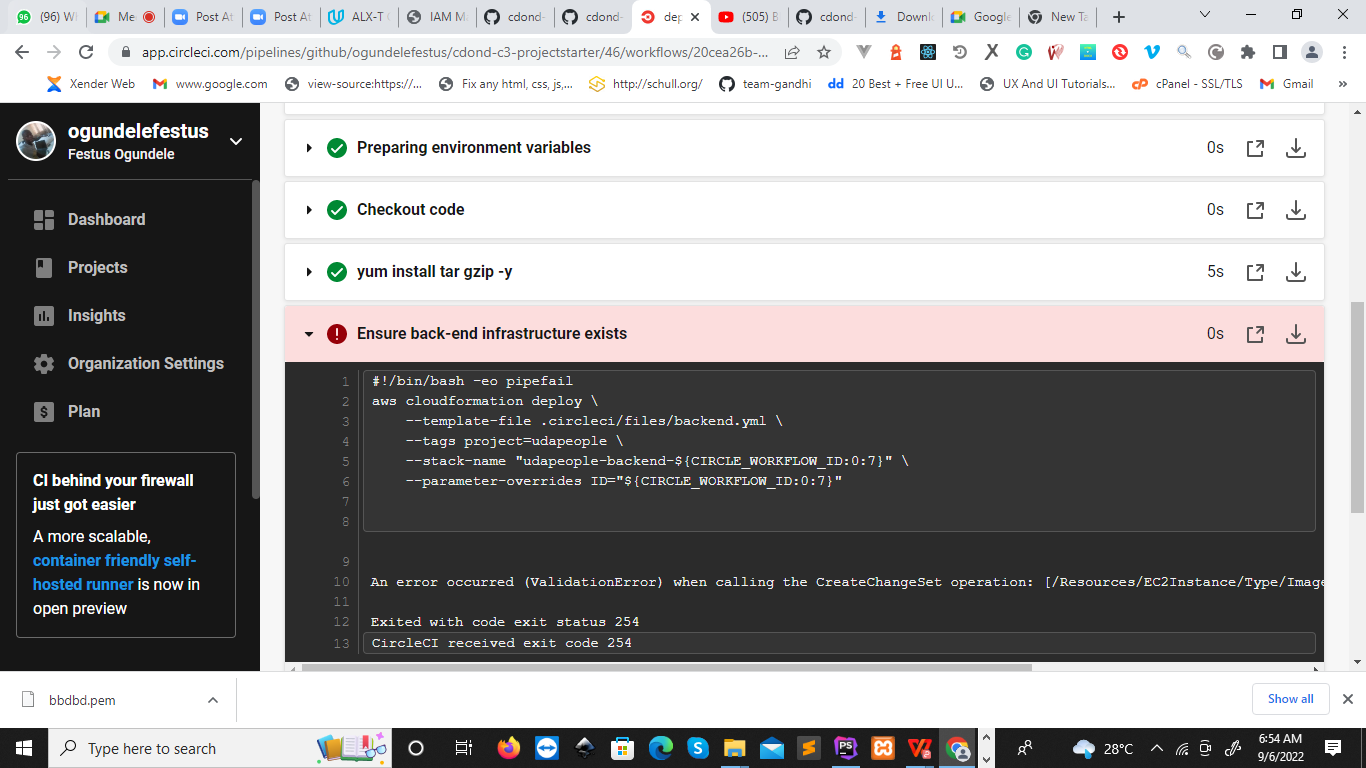 (96) W
Me
Post At
Post At
ALX-T
IAM M
cdond-
cdond-
dep
(505) B
cdond-
Downl
Google
New Ta
app.circleci.com/pipelines/github/ogundelefestus/cdond-c3-projectstarter/46/workflows/20cea26b-...
Xender Web
www.google.com
view-source:https://...
Fix any html, css, js,...
http://schull.org/
team-gandhi
20 Best + Free UI U...
UX And UI Tutorials...
cPanel - SSL/TLS
Gmail
»
ogundelefestus
Festus Ogundele
Dashboard
Projects
Insights
Organization Settings
Plan
CI behind your firewall
just got easier
A more scalable,
container friendly self-
hosted runner is now in
open preview
Preparing environment variables 0s
Checkout code 0s
yum install tar gzip -y 5s
Ensure back-end infrastructure exists 0s
1 #!/bin/bash -eo pipefail
2 aws cloudformation deploy \
3 --template-file .circleci/files/backend.yml \
4 --tags project=udapeople \
5 --stack-name "udapeople-backend-${CIRCLE_WORKFLOW_ID:0:7}" \
6 --parameter-overrides ID="${CIRCLE_WORKFLOW_ID:0:7}"
7
8
9
10 An error occurred (ValidationError) when calling the CreateChangeSet operation: [/Resources/EC2Instance/Type/Image
11
12 Exited with code exit status 254
13 CircleCI received exit code 254
bbdbd.pem
Show all
Type here to search
28°C
6:54 AM
9/6/2022